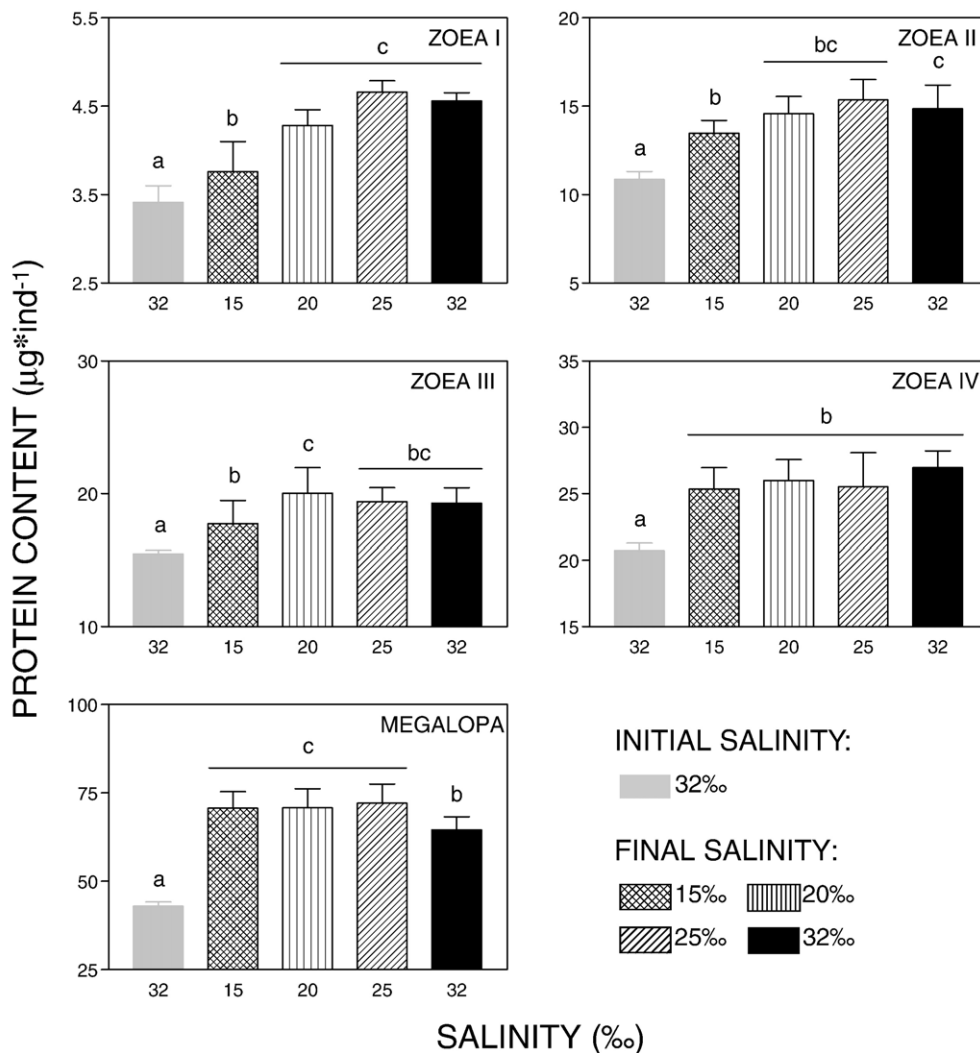 PROTEIN CONTENT (µg*ind-1)
ZOEA I
5.5
4.5
3.5
2.5
a
b
c
32 15 20 25 32
ZOEA II
20
15
10
5
a
b
bc
c
32 15 20 25 32
ZOEA III
30
20
10
a
b
c
bc
32 15 20 25 32
ZOEA IV
35
30
25
20
15
a
b
32 15 20 25 32
MEGALOPA
100
75
50
25
a
c
b
32 15 20 25 32
SALINITY (‰)
INITIAL SALINITY:
32‰
FINAL SALINITY:
15‰ 20‰
25‰ 32‰